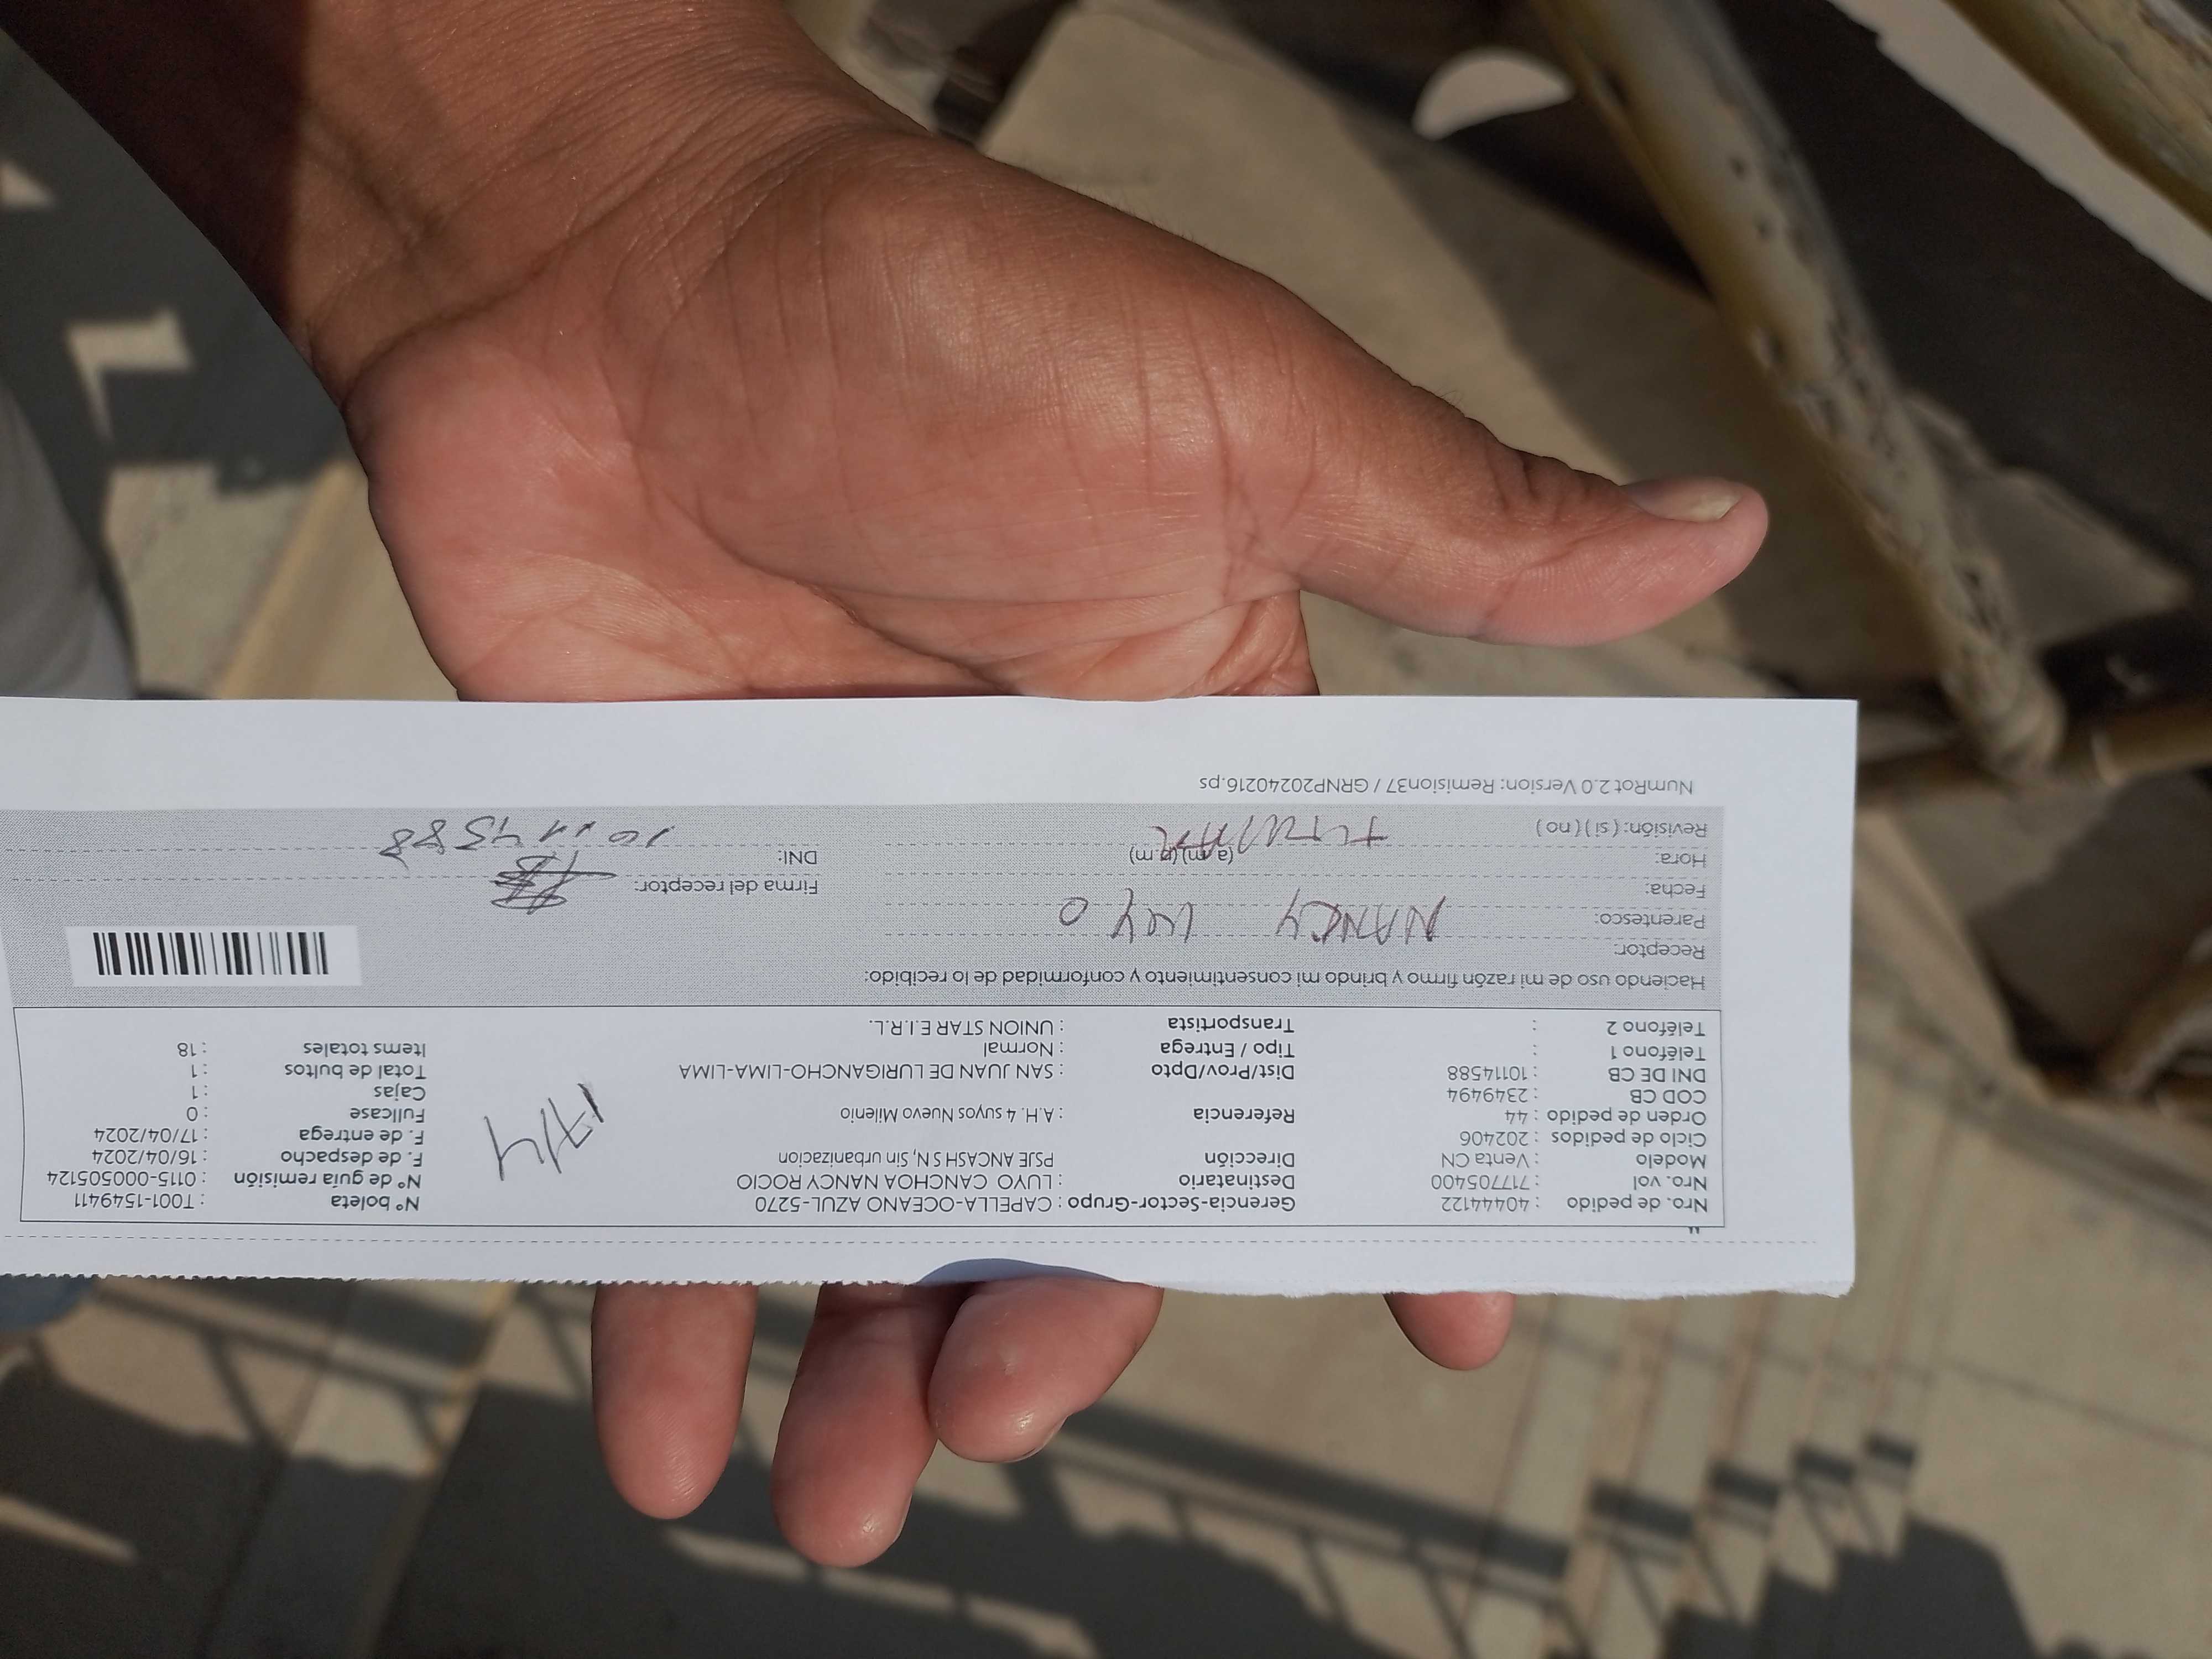 Nro. de pedido : 40444122 Gerencia-Sector-Grupo : CAPELLA-OCEANO AZUL-5270 Nº boleta : T001-1549411
Nro. vol : 717705400 Destinatario : LUYO CANCHOA NANCY ROCIO Nº de guía remisión : 0115-000505124
Modelo : Venta CN Dirección PSJE ANCASH S N, Sin urbanizacion F. de despacho : 16/04/2024
Ciclo de pedidos : 202406 F. de entrega : 17/04/2024
Orden de pedido : 44 Referencia : A.H. 4 suyos Nuevo Milenio Fullcase : 0
COD CB : 2349494 Cajas : 1
DNI DE CB : 10114588 Dist/Prov/Dpto : SAN JUAN DE LURIGANCHO-LIMA-LIMA Total de bultos : 1
Teléfono 1 : Tipo / Entrega : Normal Items totales : 18
Teléfono 2 : Transportista : UNION STAR E.I.R.L.
17/4
Haciendo uso de mi razón firmo y brindo mi consentimiento y conformidad de lo recibido:
Receptor:
Parentesco: NANCY LUYO
Fecha: Firma del receptor:
Hora: (a m) (p m) DNI: 10114588
Revisión: ( si ) ( no ) TITULAR
NumRot 2.0 Version: Remision37 / GRNP20240216.ps